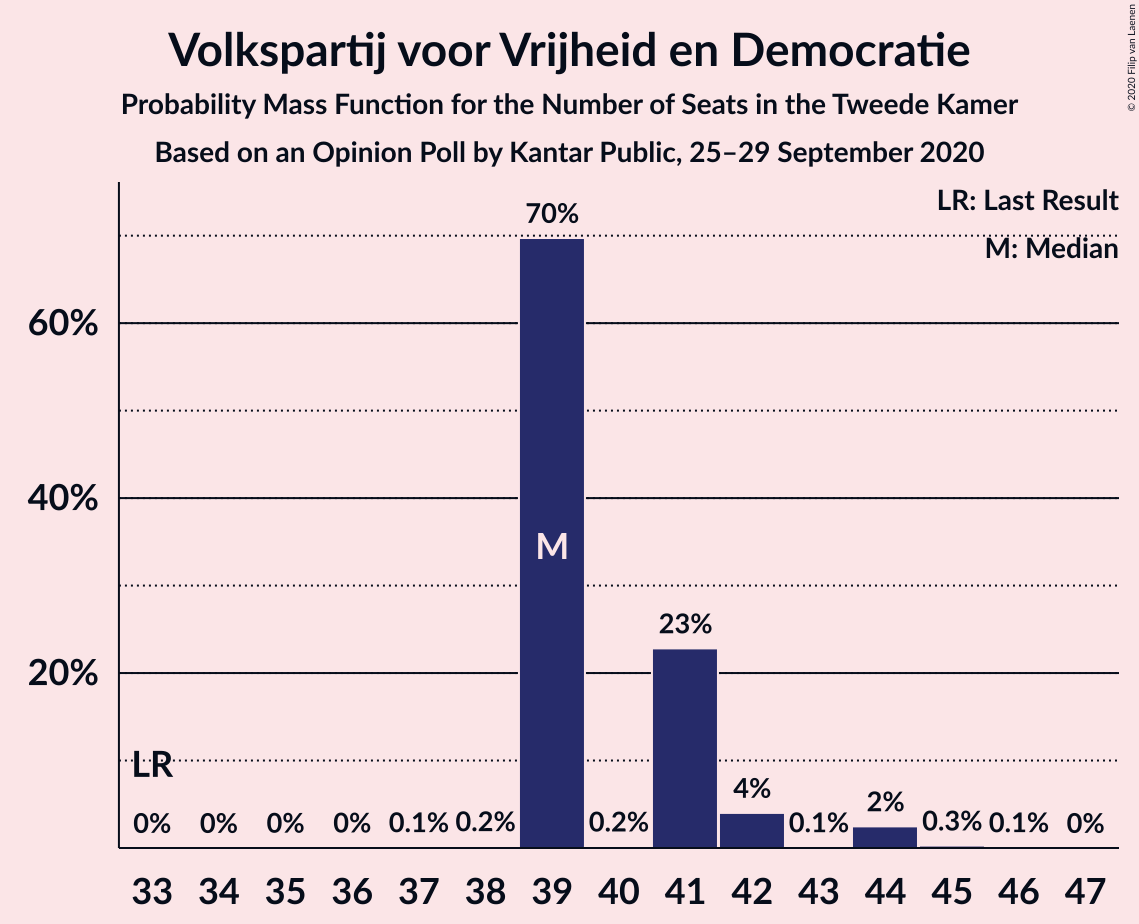 Volkspartij voor Vrijheid en Democratie
Probability Mass Function for the Number of Seats in the Tweede Kamer
Based on an Opinion Poll by Kantar Public, 25–29 September 2020
© 2020 Filip van Laenen
LR: Last Result
M: Median
70%
60%
40%
M
23%
20%
LR
4%
2%
0% 0% 0% 0% 0.1% 0.2% 0.2% 0.1% 0.3% 0.1% 0%
33 34 35 36 37 38 39 40 41 42 43 44 45 46 47